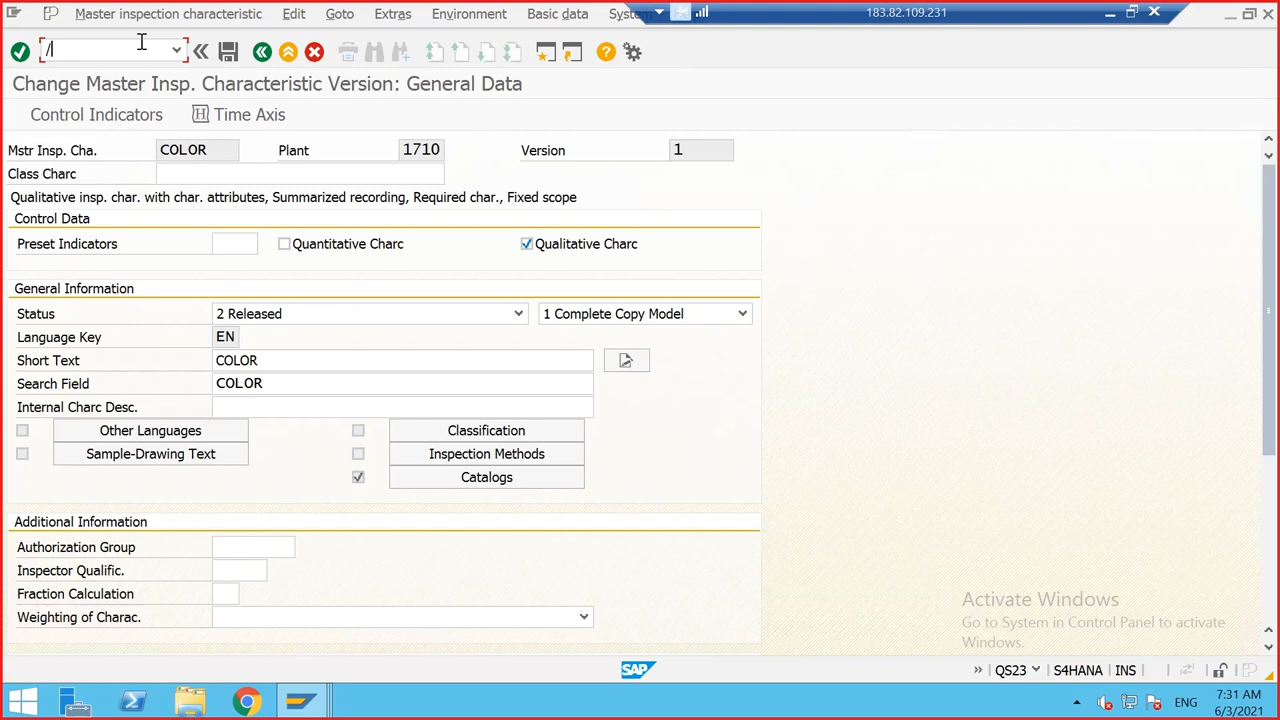 Master inspection characteristic Edit Goto Extras Environment Basic data System 183.82.109.231
/
Change Master Insp. Characteristic Version: General Data
Control Indicators H Time Axis
Mstr Insp. Cha. COLOR Plant 1710 Version 1
Class Charc
Qualitative insp. char. with char. attributes, Summarized recording, Required char., Fixed scope
Control Data
Preset Indicators Quantitative Charc Qualitative Charc
General Information
Status 2 Released 1 Complete Copy Model
Language Key EN
Short Text COLOR
Search Field COLOR
Internal Charc Desc.
Other Languages Classification
Sample-Drawing Text Inspection Methods
Catalogs
Additional Information
Authorization Group
Inspector Qualific.
Fraction Calculation
Weighting of Charac.
Activate Windows
Go to System in Control Panel to activate
Windows.
SAP QS23 S4HANA INS
ENG 7:31 AM
6/3/2021